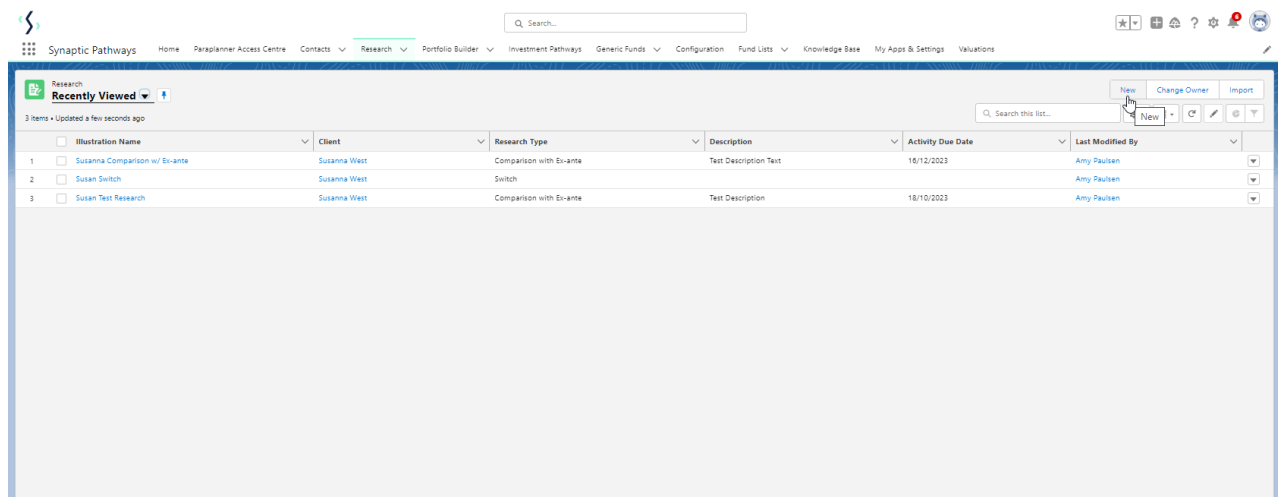 Search...
6
Synaptic Pathways Home Paraplanner Access Centre Contacts Research Portfolio Builder Investment Pathways Generic Funds Configuration Fund Lists Knowledge Base My Apps & Settings Valuations
Research
Recently Viewed
New Change Owner Import
3 items • Updated a few seconds ago
Search this list...
New
Illustration Name Client Research Type Description Activity Due Date Last Modified By
1 Susanna Comparison w/ Ex-ante Susanna West Comparison with Ex-ante Test Description Text 16/12/2023 Amy Paulsen
2 Susan Switch Susanna West Switch Amy Paulsen
3 Susan Test Research Susanna West Comparison with Ex-ante Test Description 18/10/2023 Amy Paulsen